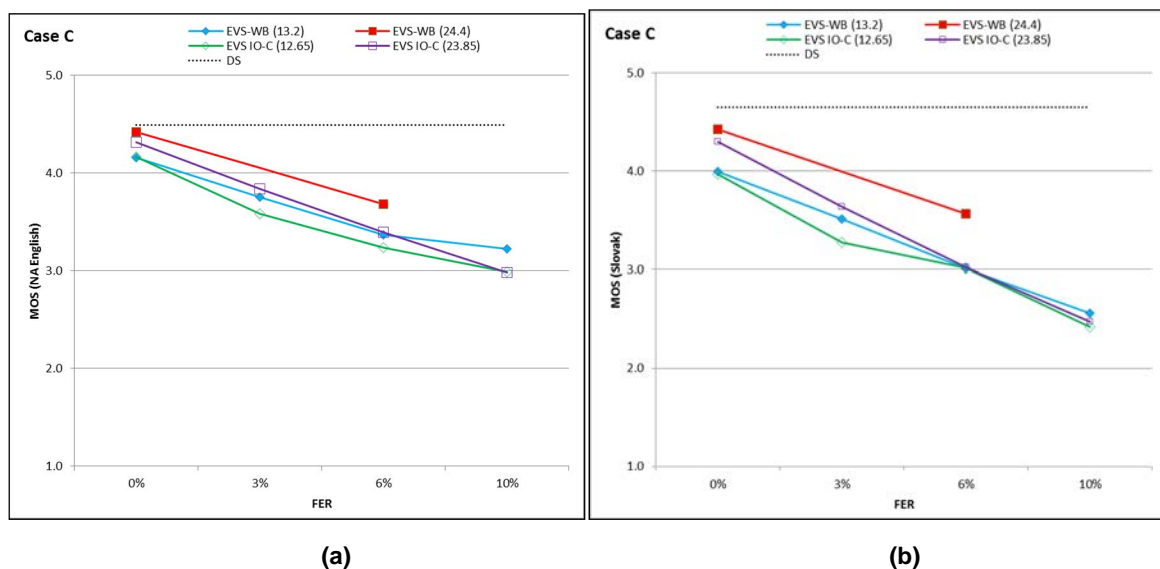 Case C
EVS-WB (13.2)
EVS-WB (24.4)
EVS IO-C (12.65)
EVS IO-C (23.85)
DS
5.0
4.0
3.0
2.0
1.0
MOS (NA English)
0%
3%
6%
10%
FER
(a)
Case C
EVS-WB (13.2)
EVS-WB (24.4)
EVS IO-C (12.65)
EVS IO-C (23.85)
DS
5.0
4.0
3.0
2.0
1.0
MOS (Slovak)
0%
3%
6%
10%
FER
(b)